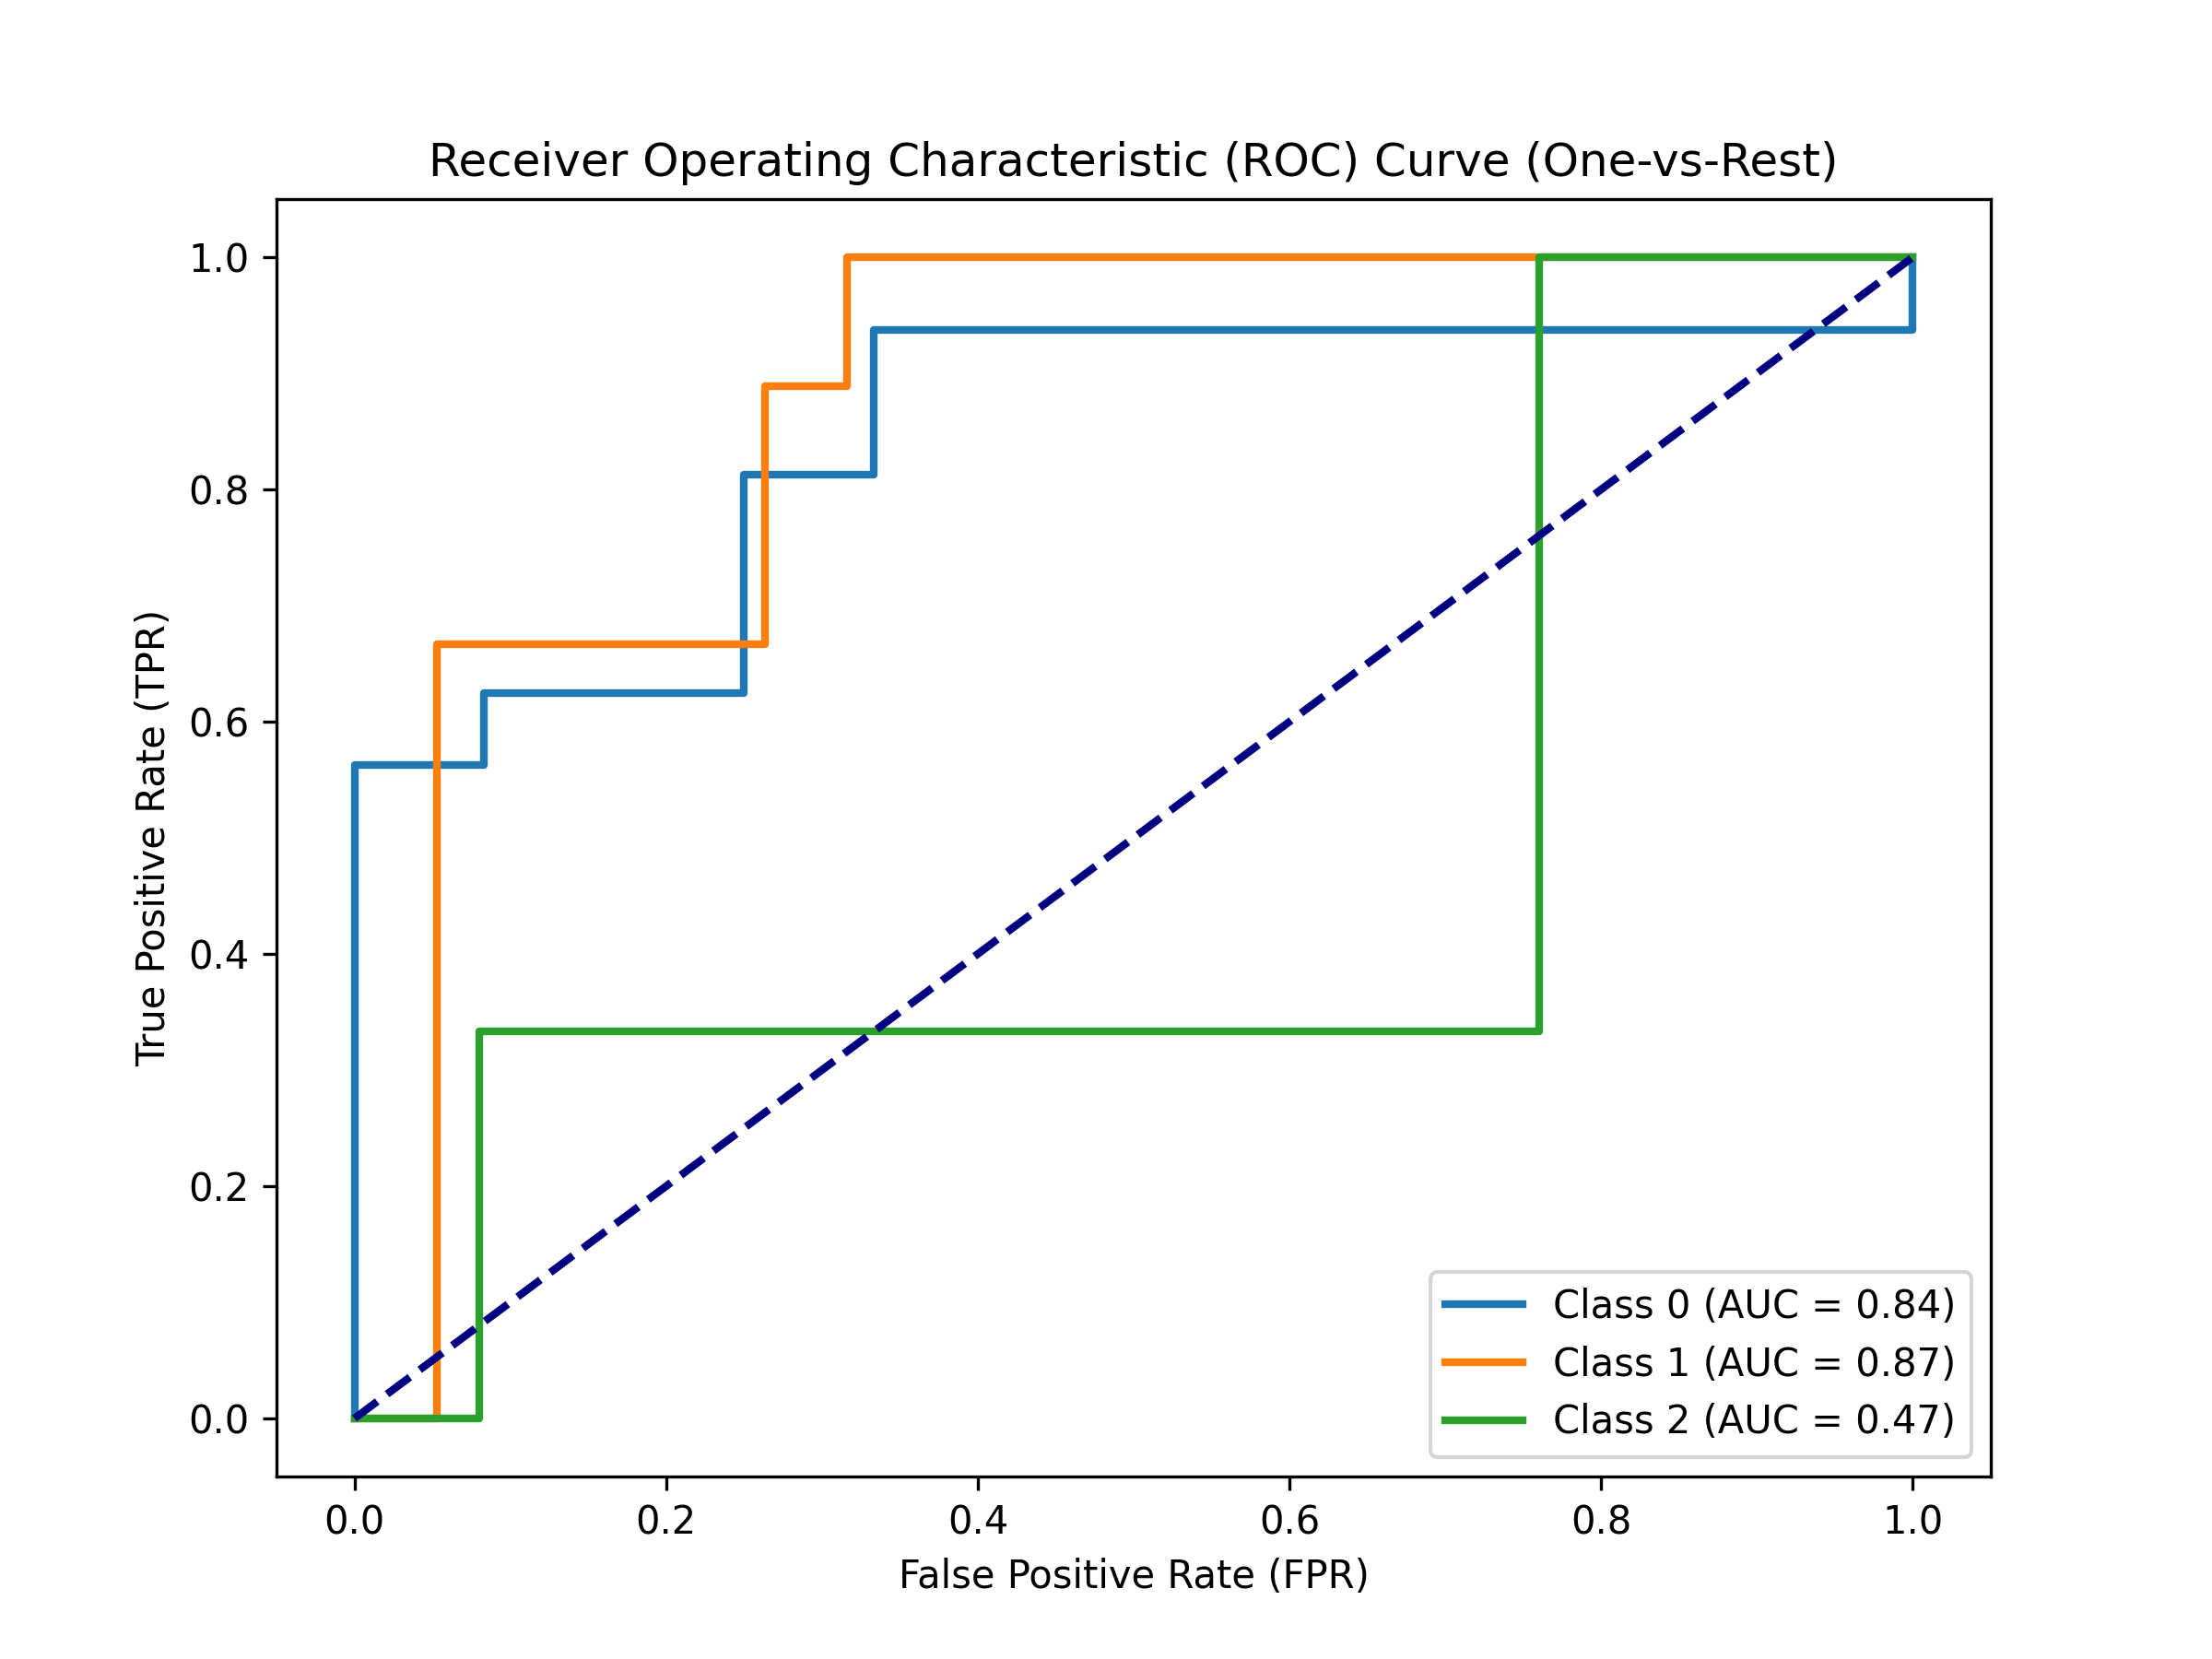 Receiver Operating Characteristic (ROC) Curve (One-vs-Rest)
True Positive Rate (TPR)
1.0
0.8
0.6
0.4
0.2
0.0
Class 0 (AUC = 0.84)
Class 1 (AUC = 0.87)
Class 2 (AUC = 0.47)
0.0 0.2 0.4 0.6 0.8 1.0
False Positive Rate (FPR)